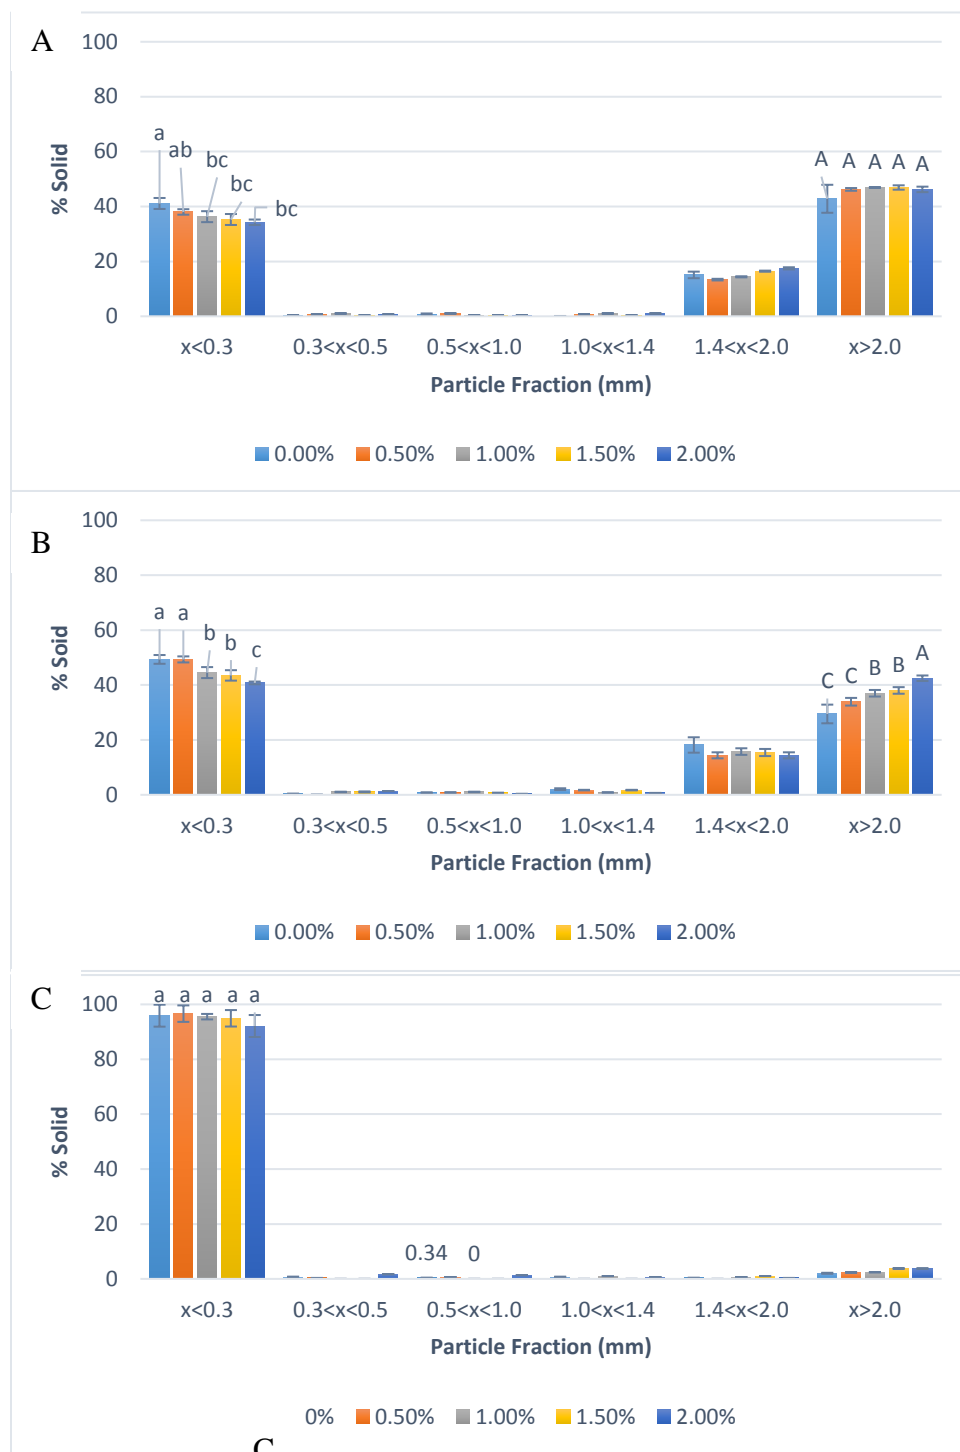 A
100
80
60
40
20
0
% Solid
a
ab
bc
bc
bc
A A A A A
x<0.3 0.3<x<0.5 0.5<x<1.0 1.0<x<1.4 1.4<x<2.0 x>2.0
Particle Fraction (mm)
0.00% 0.50% 1.00% 1.50% 2.00%
B
100
80
60
40
20
0
% Soid
a a b b c
C C B B A
x<0.3 0.3<x<0.5 0.5<x<1.0 1.0<x<1.4 1.4<x<2.0 x>2.0
Particle Fraction (mm)
0.00% 0.50% 1.00% 1.50% 2.00%
C
100
80
60
40
20
0
% Solid
a a a a a
0.34 0
x<0.3 0.3<x<0.5 0.5<x<1.0 1.0<x<1.4 1.4<x<2.0 x>2.0
Particle Fraction (mm)
0% 0.50% 1.00% 1.50% 2.00%
C